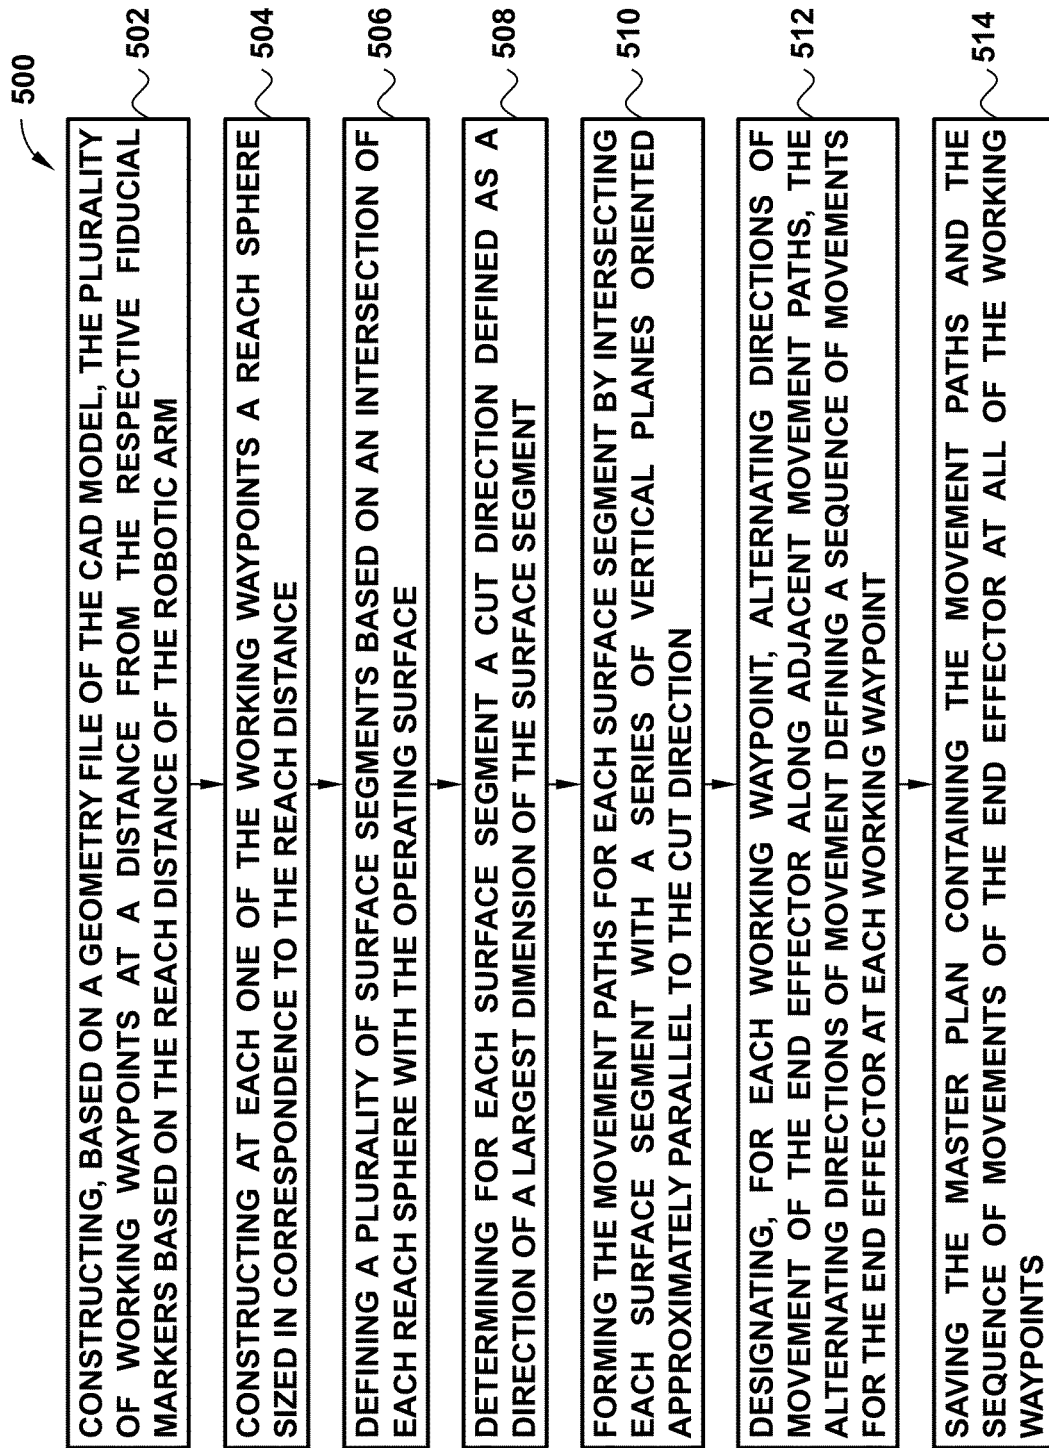 500
CONSTRUCTING, BASED ON A GEOMETRY FILE OF THE CAD MODEL, THE PLURALITY
OF WORKING WAYPOINTS AT A DISTANCE FROM THE RESPECTIVE FIDUCIAL
MARKERS BASED ON THE REACH DISTANCE OF THE ROBOTIC ARM
502
CONSTRUCTING AT EACH ONE OF THE WORKING WAYPOINTS A REACH SPHERE
SIZED IN CORRESPONDENCE TO THE REACH DISTANCE
504
DEFINING A PLURALITY OF SURFACE SEGMENTS BASED ON AN INTERSECTION OF
EACH REACH SPHERE WITH THE OPERATING SURFACE
506
DETERMINING FOR EACH SURFACE SEGMENT A CUT DIRECTION DEFINED AS A
DIRECTION OF A LARGEST DIMENSION OF THE SURFACE SEGMENT
508
FORMING THE MOVEMENT PATHS FOR EACH SURFACE SEGMENT BY INTERSECTING
EACH SURFACE SEGMENT WITH A SERIES OF VERTICAL PLANES ORIENTED
APPROXIMATELY PARALLEL TO THE CUT DIRECTION
510
DESIGNATING, FOR EACH WORKING WAYPOINT, ALTERNATING DIRECTIONS OF
MOVEMENT OF THE END EFFECTOR ALONG ADJACENT MOVEMENT PATHS, THE
ALTERNATING DIRECTIONS OF MOVEMENT DEFINING A SEQUENCE OF MOVEMENTS
FOR THE END EFFECTOR AT EACH WORKING WAYPOINT
512
SAVING THE MASTER PLAN CONTAINING THE MOVEMENT PATHS AND THE
SEQUENCE OF MOVEMENTS OF THE END EFFECTOR AT ALL OF THE WORKING
WAYPOINTS
514